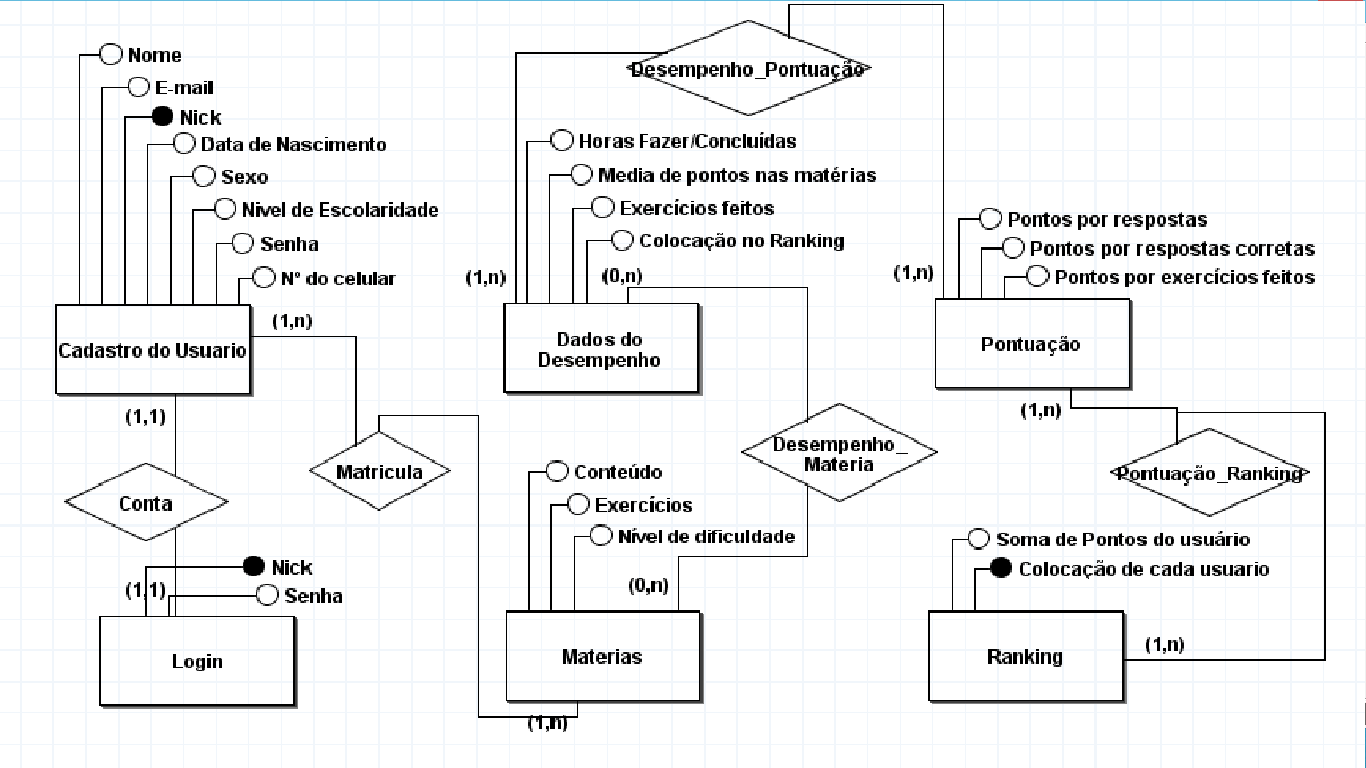 Desempenho_Pontuação
Nome
E-mail
Nick
Data de Nascimento
Sexo
Nivel de Escolaridade
Senha
Nº do celular
Horas Fazer/Concluídas
Media de pontos nas matérias
Exercícios feitos
Colocação no Ranking
Pontos por respostas
Pontos por respostas corretas
Pontos por exercícios feitos
(1,n)
(0,n)
(1,n)
(1,n)
Cadastro do Usuario
Dados do
Desempenho
Pontuação
(1,1)
(1,n)
Matricula
Desempenho_
Materia
Pontuação_Ranking
Conta
Conteúdo
Exercícios
Nível de dificuldade
Soma de Pontos do usuário
Colocação de cada usuario
Nick
Senha
(1,1)
(0,n)
Login
Materias
Ranking
(1,n)
(1,n)